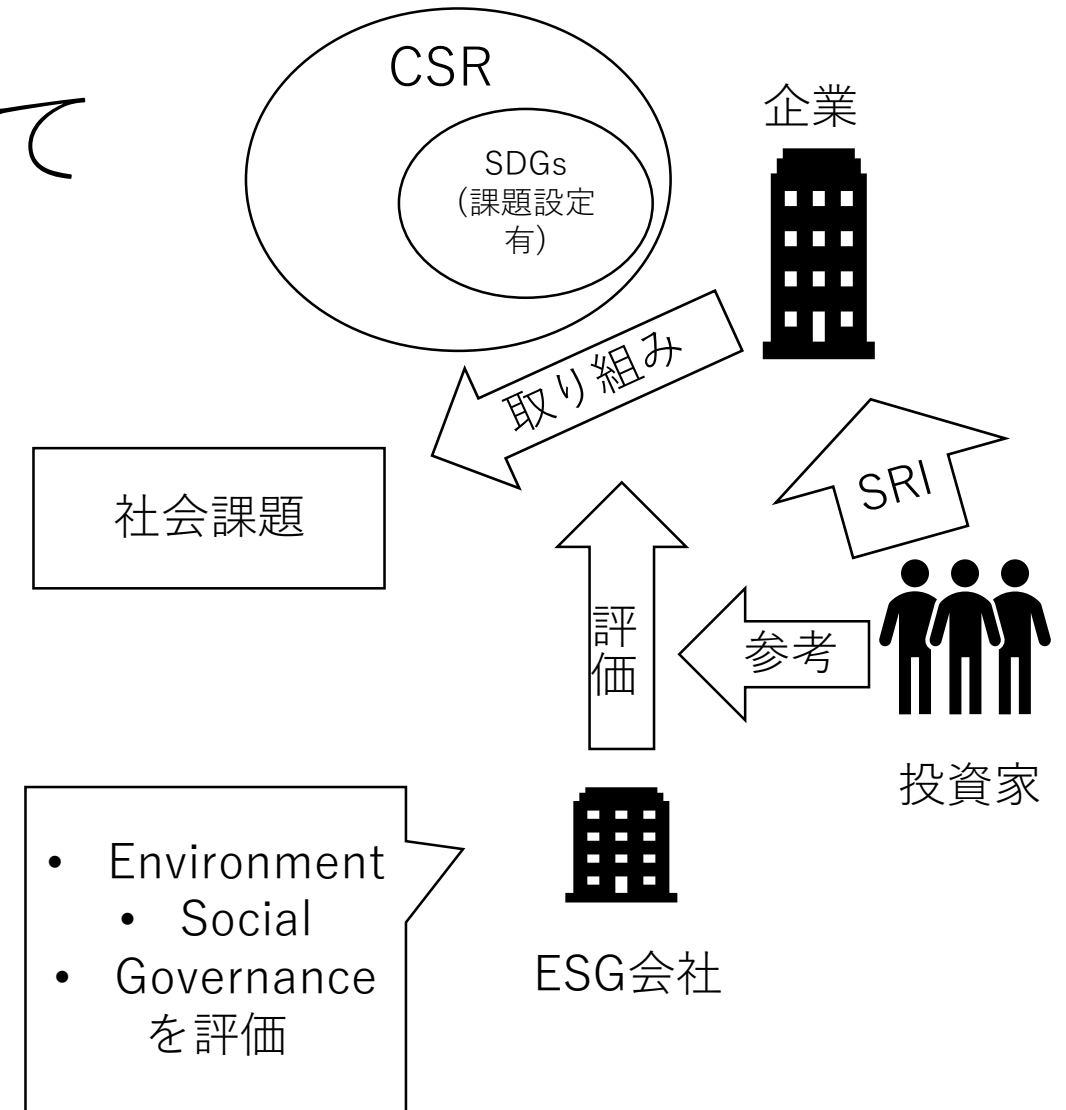 CSR
企業
SDGs
（課題設定
有）
取り組み
社会課題
SRI
評
価
参考
投資家
• Environment
• Social
• Governance
を評価
ESG会社